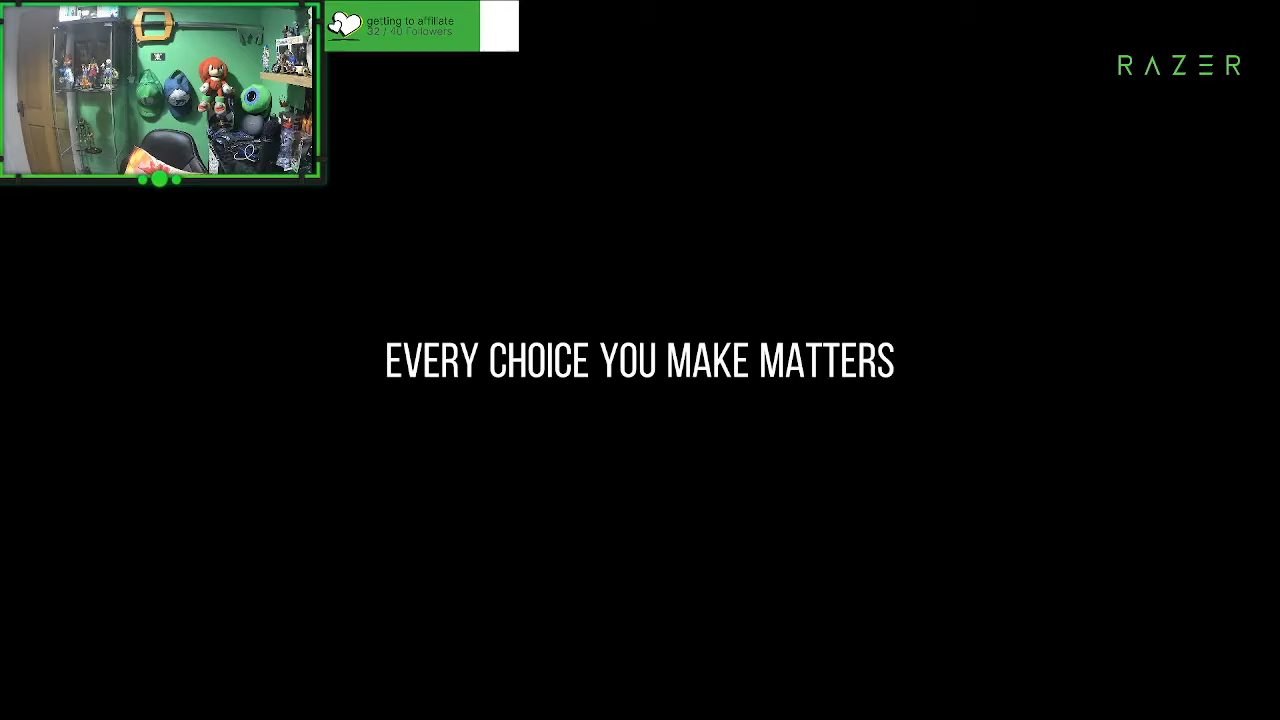 getting to affiliate
32 / 40 Followers
RAZER
EVERY CHOICE YOU MAKE MATTERS